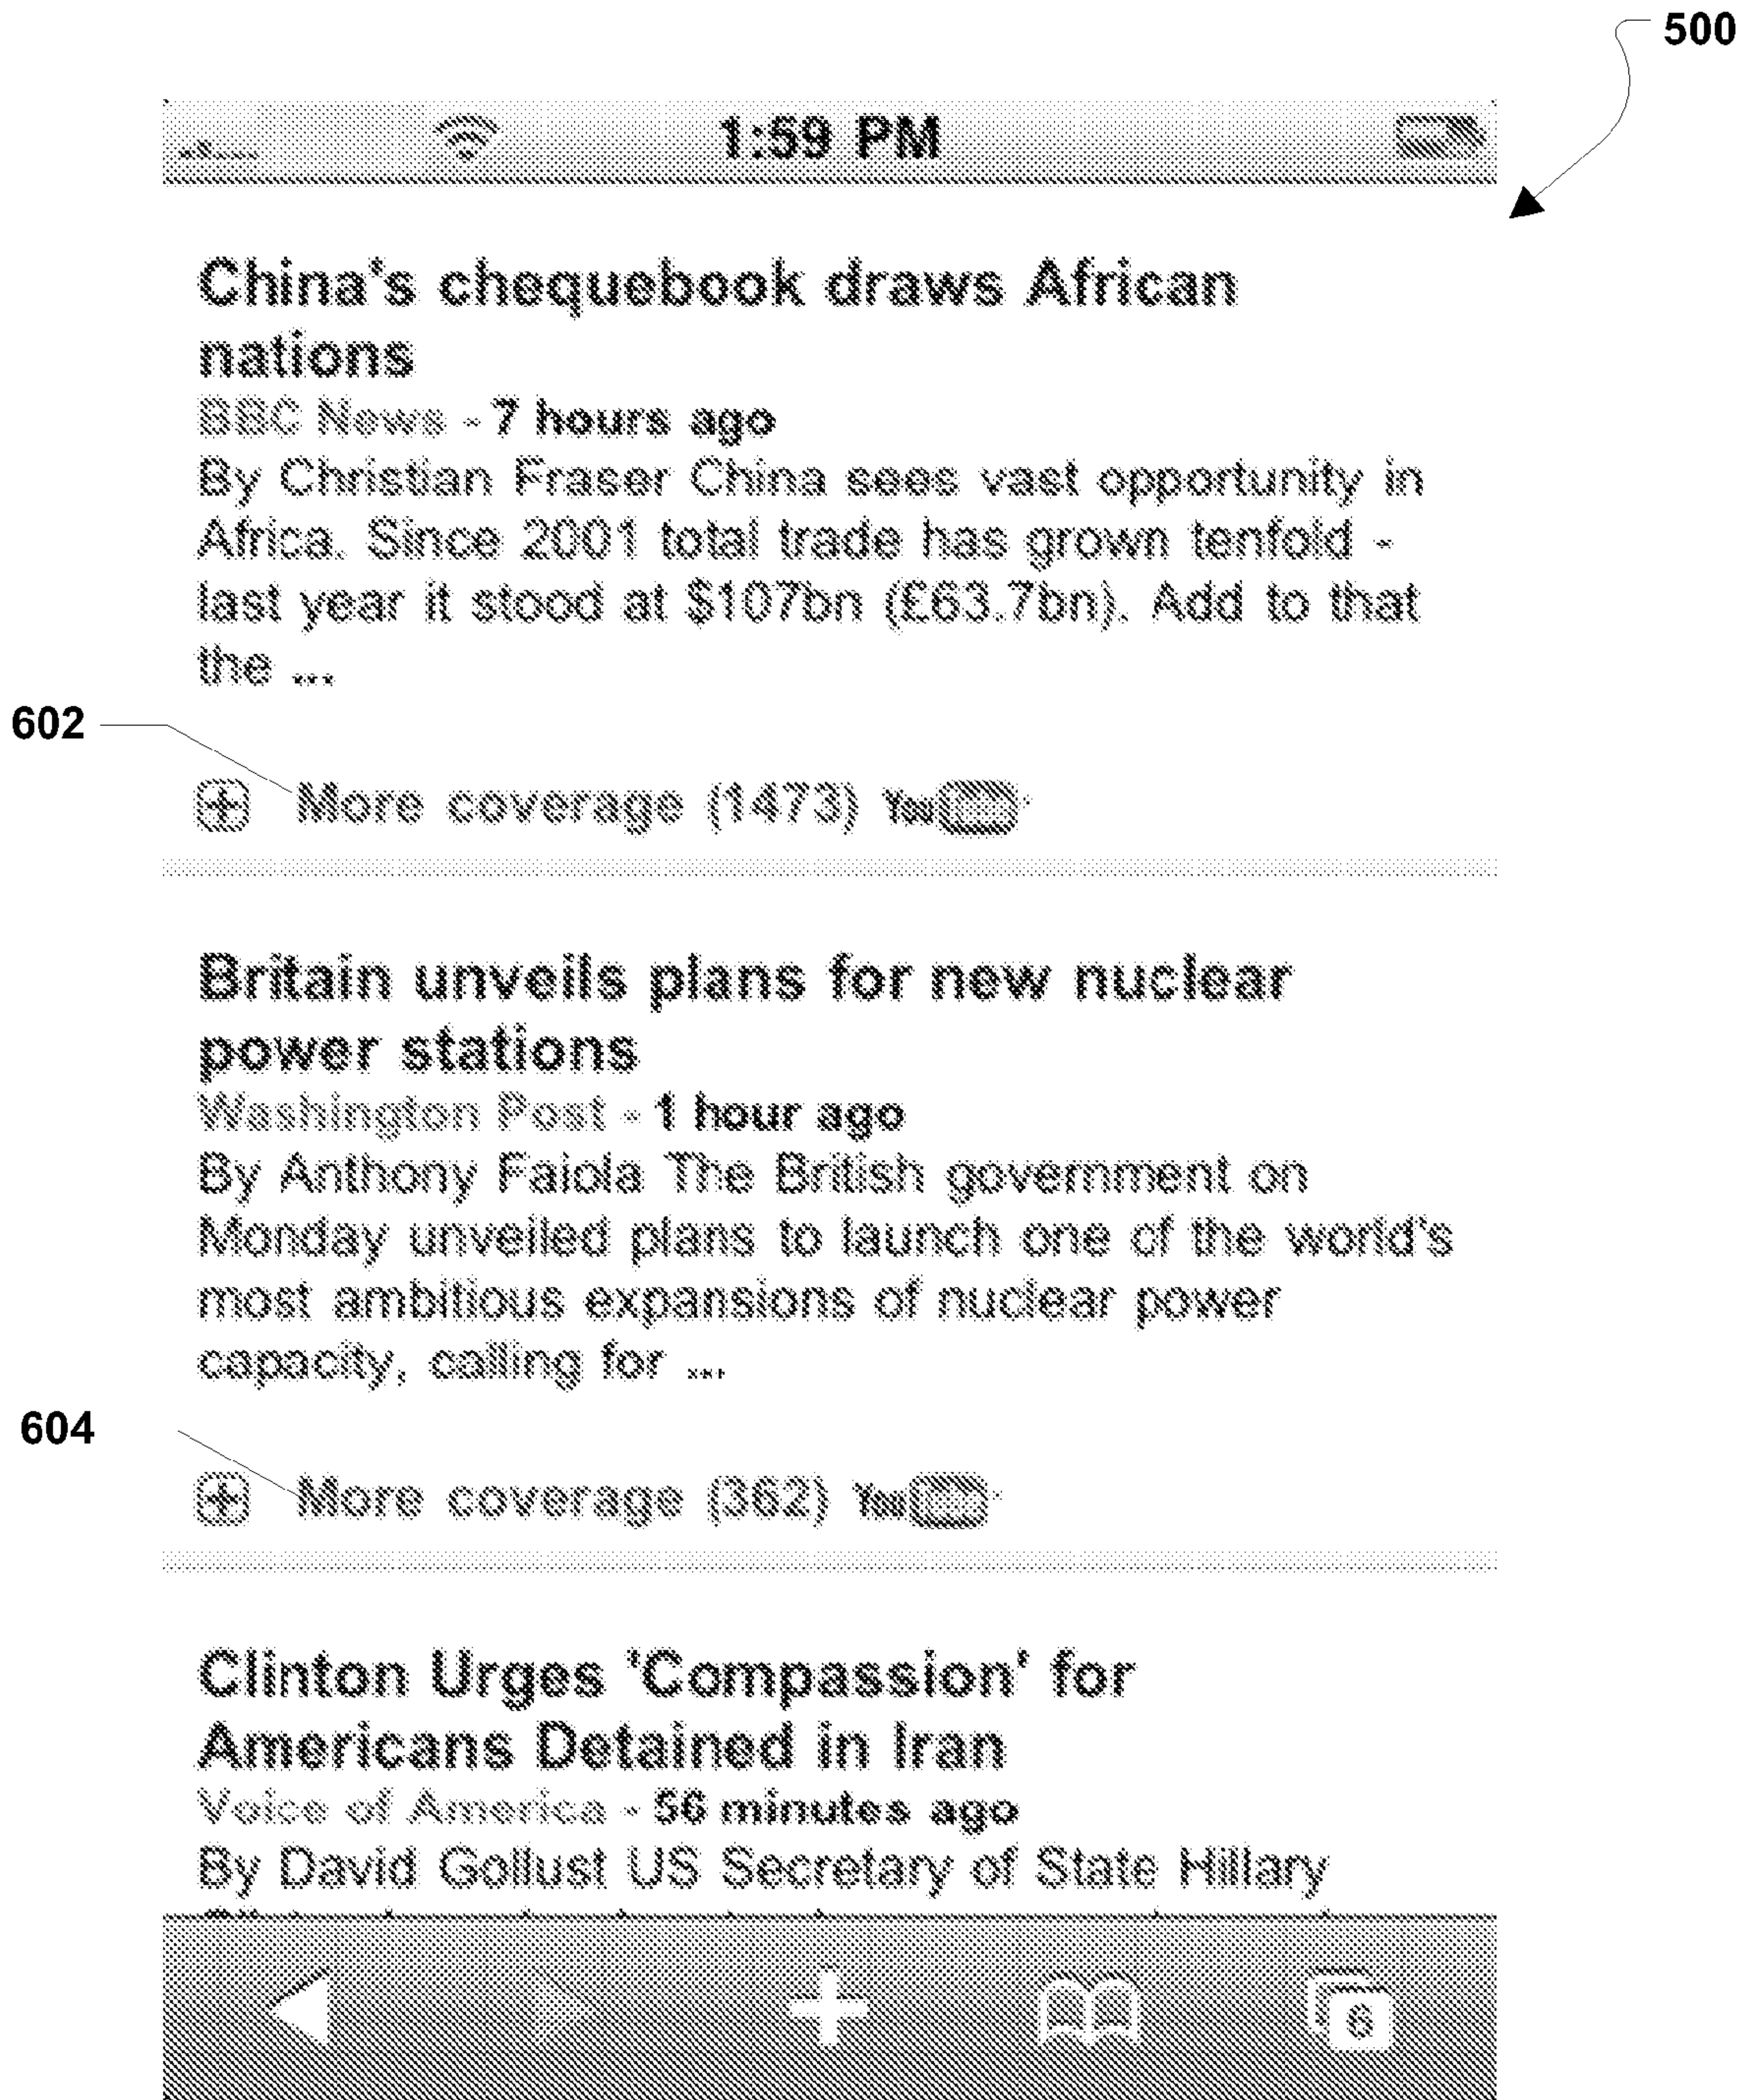 500
1:59 PM
China's chequebook draws African
nations
BBC News - 7 hours ago
By Christian Fraser China sees vast opportunity in
Africa. Since 2001 total trade has grown tenfold -
last year it stood at $107bn (£63.7bn). Add to that
the ...
602
More coverage (1473) You
Britain unveils plans for new nuclear
power stations
Washington Post - 1 hour ago
By Anthony Faiola The British government on
Monday unveiled plans to launch one of the world's
most ambitious expansions of nuclear power
capacity, calling for ...
604
More coverage (362) You
Clinton Urges 'Compassion' for
Americans Detained in Iran
Voice of America - 56 minutes ago
By David Gollust US Secretary of State Hillary
6